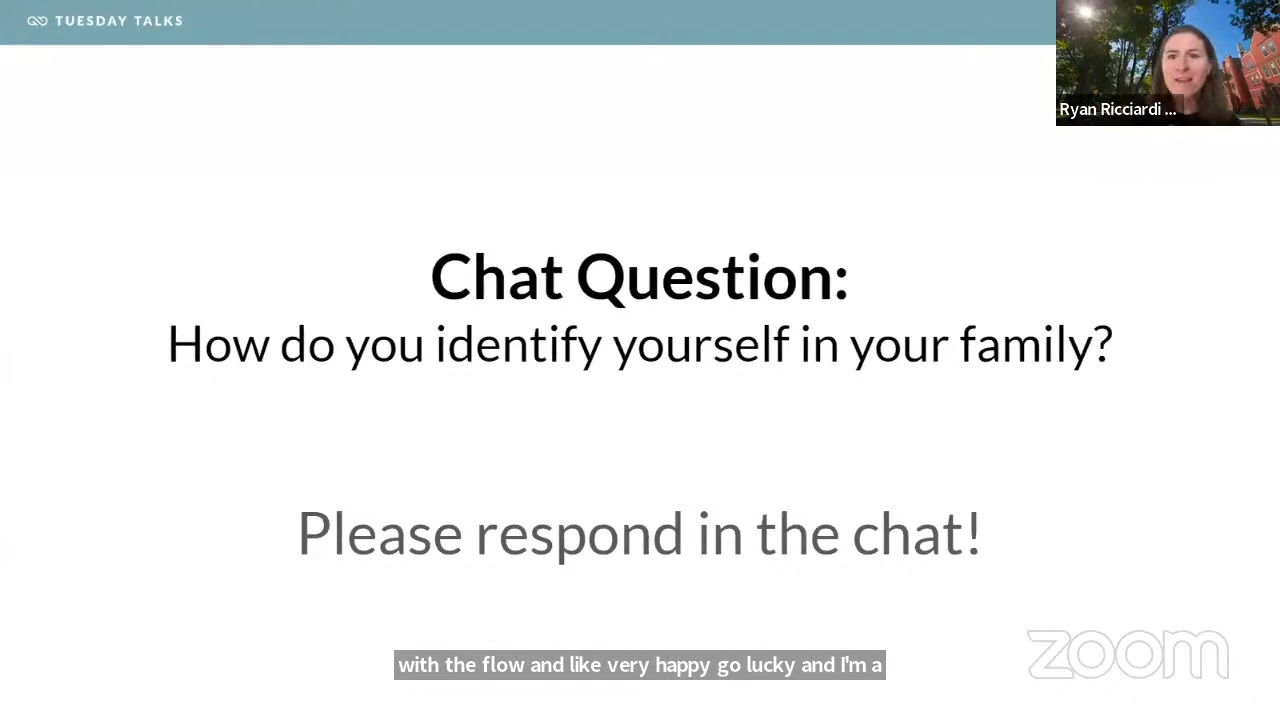 TUESDAY TALKS
Ryan Ricciardi ...
Chat Question:
How do you identify yourself in your family?
Please respond in the chat!
zoom
with the flow and like very happy go lucky and I'm a